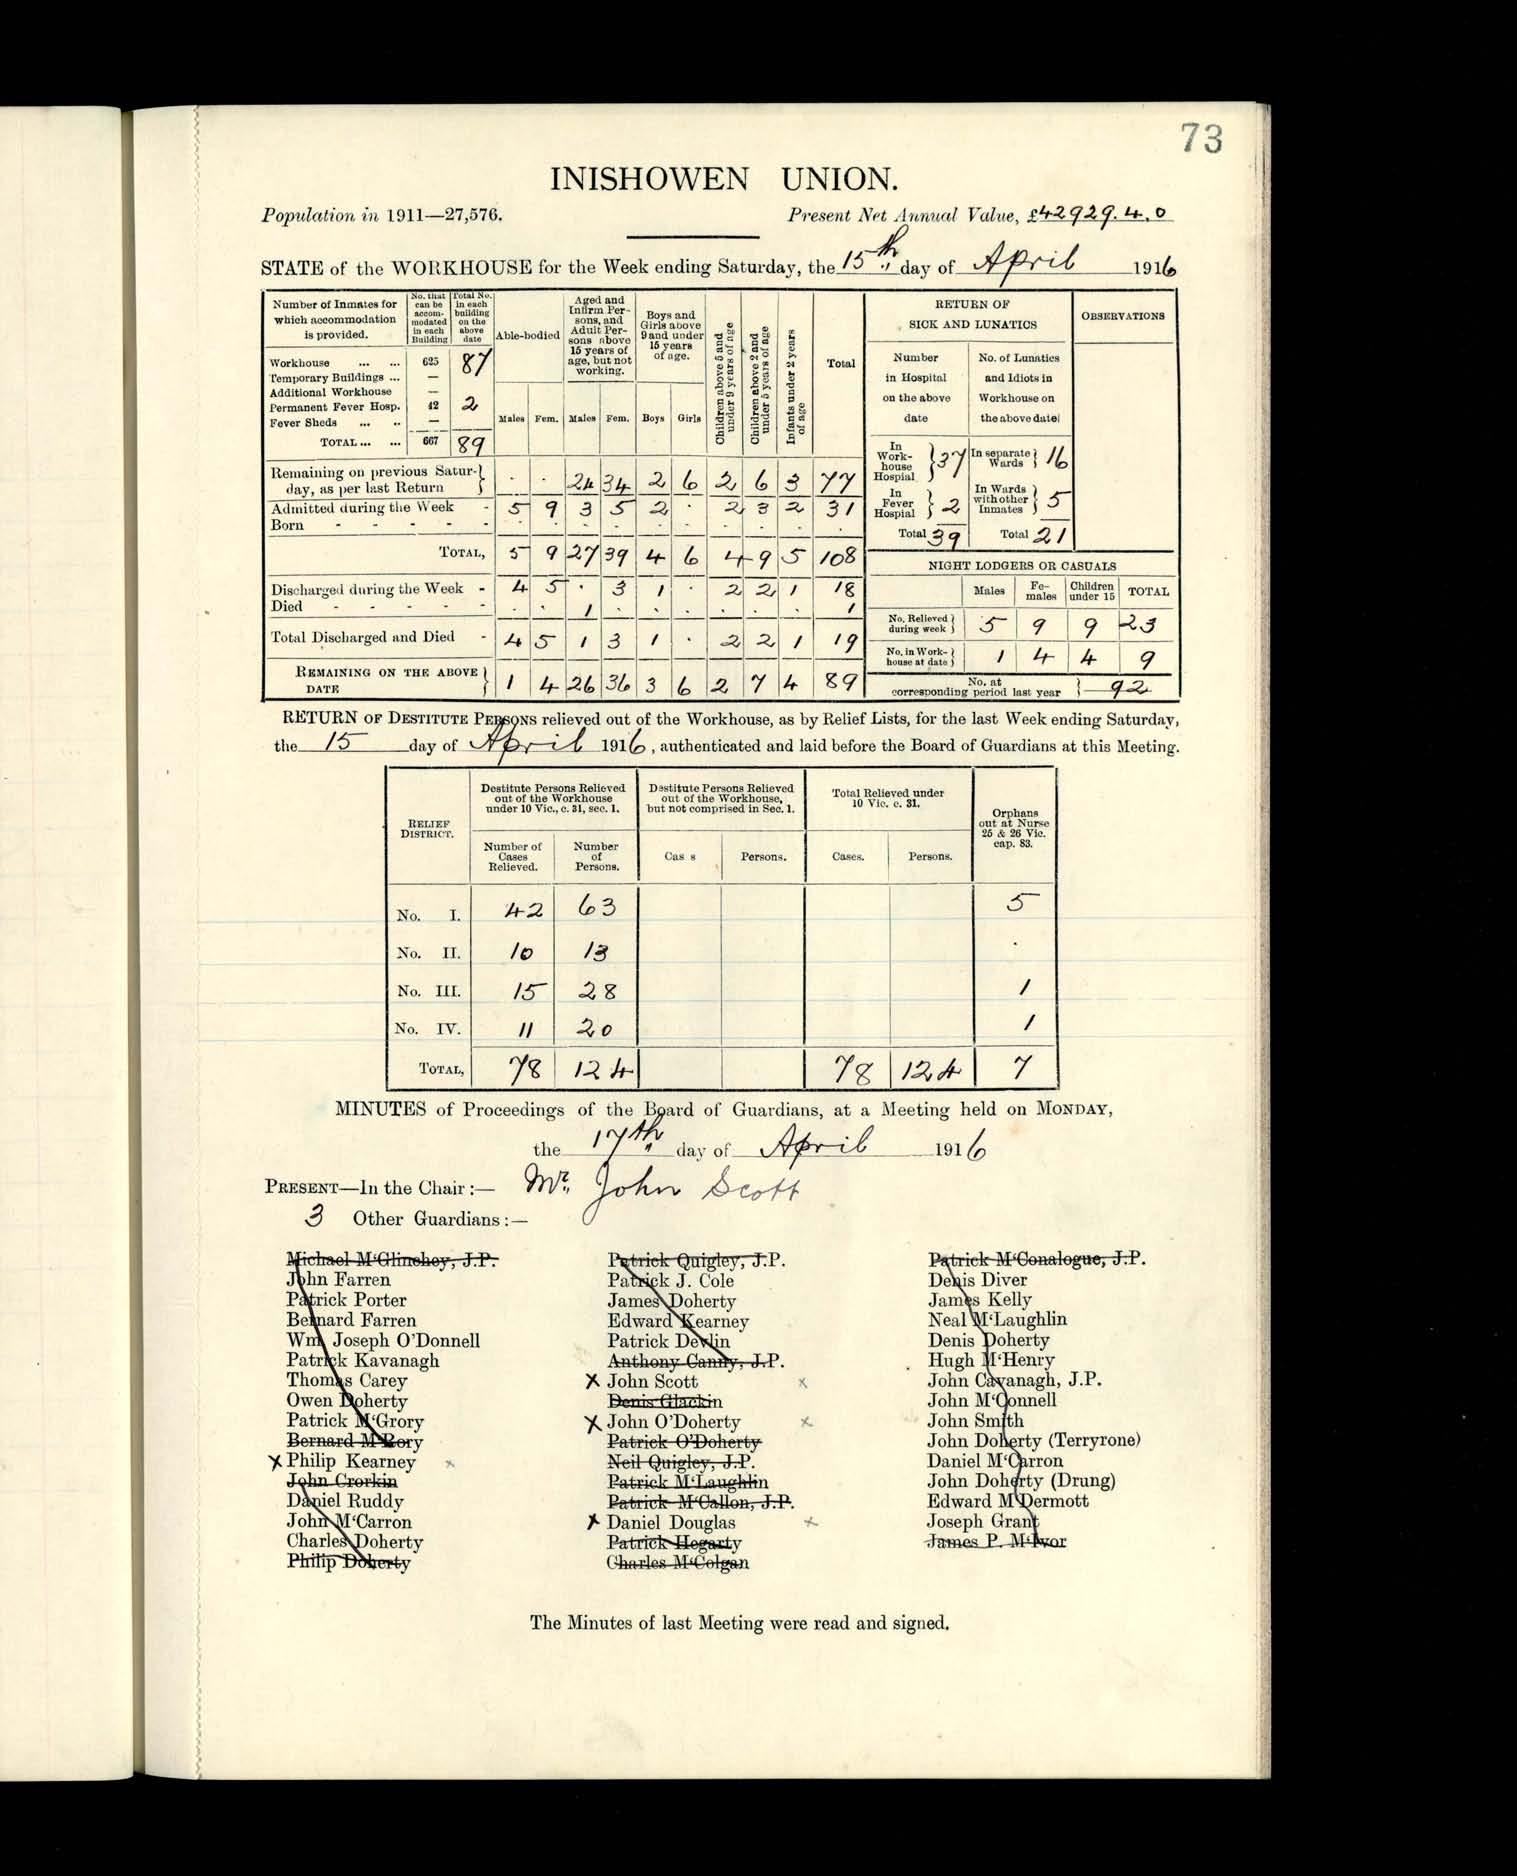 73
INISHOWEN UNION.
Population in 1911—27,576. Present Net Annual Value, £42929.4.0
STATE of the WORKHOUSE for the Week ending Saturday, the 15th day of April 1916
Number of Inmates for which accommodation is provided. | No. that can be accommodated in each Building | Total No. in each building on the above date
Workhouse ... ... 625 87
Temporary Buildings ... —
Additional Workhouse —
Permanent Fever Hosp. 42 2
Fever Sheds ... .. —
TOTAL ... ... 667 89
Able-bodied | Aged and Infirm Persons, and Adult Persons above 15 years of age, but not working. | Boys and Girls above 9 and under 15 years of age. | Children above 5 and under 9 years of age | Children above 2 and under 5 years of age | Infants under 2 years of age | Total
Males Fem. Males Fem. Boys Girls
Remaining on previous Saturday, as per last Return . . 24 34 2 6 2 6 3 77
Admitted during the Week - 5 9 3 5 2 . 2 3 2 31
Born - - - - - . . . . . . . . . .
TOTAL, 5 9 27 39 4 6 4 9 5 108
Discharged during the Week - 4 5 . 3 1 . 2 2 1 18
Died - - - - - . . 1 . . . . . . 1
Total Discharged and Died - 4 5 1 3 1 . 2 2 1 19
REMAINING ON THE ABOVE DATE 1 4 26 36 3 6 2 7 4 89
RETURN OF SICK AND LUNATICS
OBSERVATIONS
Number in Hospital on the above date | No. of Lunatics and Idiots in Workhouse on the above date
In Workhouse Hospial 37 | In separate Wards 16
In Fever Hospial 2 | In Wards with other Inmates 5
Total 39 | Total 21
NIGHT LODGERS OR CASUALS
Males Females Children under 15 TOTAL
No. Relieved during week 5 9 9 23
No. in Workhouse at date 1 4 4 9
No. at corresponding period last year 92
RETURN OF DESTITUTE PERSONS relieved out of the Workhouse, as by Relief Lists, for the last Week ending Saturday,
the 15 day of April 1916, authenticated and laid before the Board of Guardians at this Meeting.
RELIEF DISTRICT. | Destitute Persons Relieved out of the Workhouse under 10 Vic., c. 31, sec. 1. | Destitute Persons Relieved out of the Workhouse, but not comprised in Sec. 1. | Total Relieved under 10 Vic. c. 31. | Orphans out at Nurse 25 & 26 Vic. cap. 83.
Number of Cases Relieved. | Number of Persons. | Cas s | Persons. | Cases. | Persons.
No. I. 42 63 5
No. II. 10 13 .
No. III. 15 28 1
No. IV. 11 20 1
TOTAL, 78 124 78 124 7
MINUTES of Proceedings of the Board of Guardians, at a Meeting held on MONDAY,
the 17th day of April 1916
PRESENT—In the Chair:— Mr. John Scott
3 Other Guardians:—
Michael M'Glinchey, J.P.
John Farren
Patrick Porter
Bernard Farren
Wm. Joseph O'Donnell
Patrick Kavanagh
Thomas Carey
Owen Doherty
Patrick M'Grory
Bernard M'Rory
X Philip Kearney x
John Crorkin
Daniel Ruddy
John M'Carron
Charles Doherty
Philip Doherty
Patrick Quigley, J.P.
Patrick J. Cole
James Doherty
Edward Kearney
Patrick Devlin
Anthony Canny, J.P.
X John Scott x
Denis Glackin
X John O'Doherty x
Patrick O'Doherty
Neil Quigley, J.P.
Patrick M'Laughlin
Patrick M'Callon, J.P.
X Daniel Douglas x
Patrick Hegarty
Charles M'Colgan
Patrick M'Conalogue, J.P.
Denis Diver
James Kelly
Neal M'Laughlin
Denis Doherty
Hugh M'Henry
John Cavanagh, J.P.
John M'Connell
John Smith
John Doherty (Terryrone)
Daniel M'Carron
John Doherty (Drung)
Edward M'Dermott
Joseph Grant
James P. M'Ivor
The Minutes of last Meeting were read and signed.